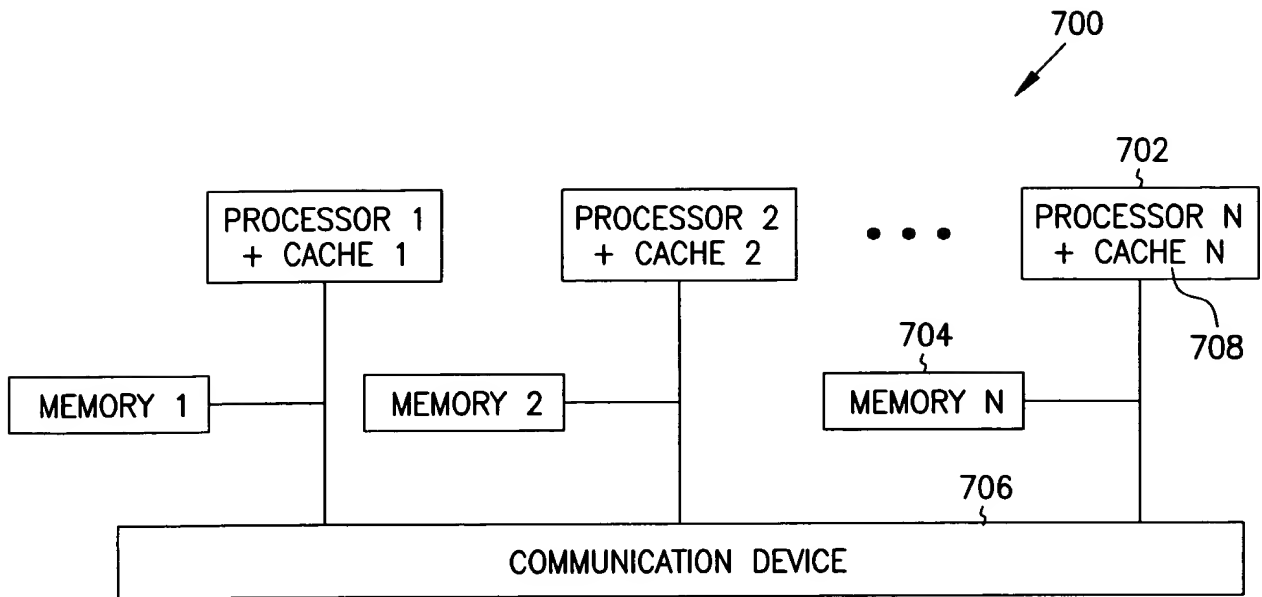 700
702
PROCESSOR 1
+ CACHE 1
PROCESSOR 2
+ CACHE 2
PROCESSOR N
+ CACHE N
704
708
MEMORY 1
MEMORY 2
MEMORY N
706
COMMUNICATION DEVICE